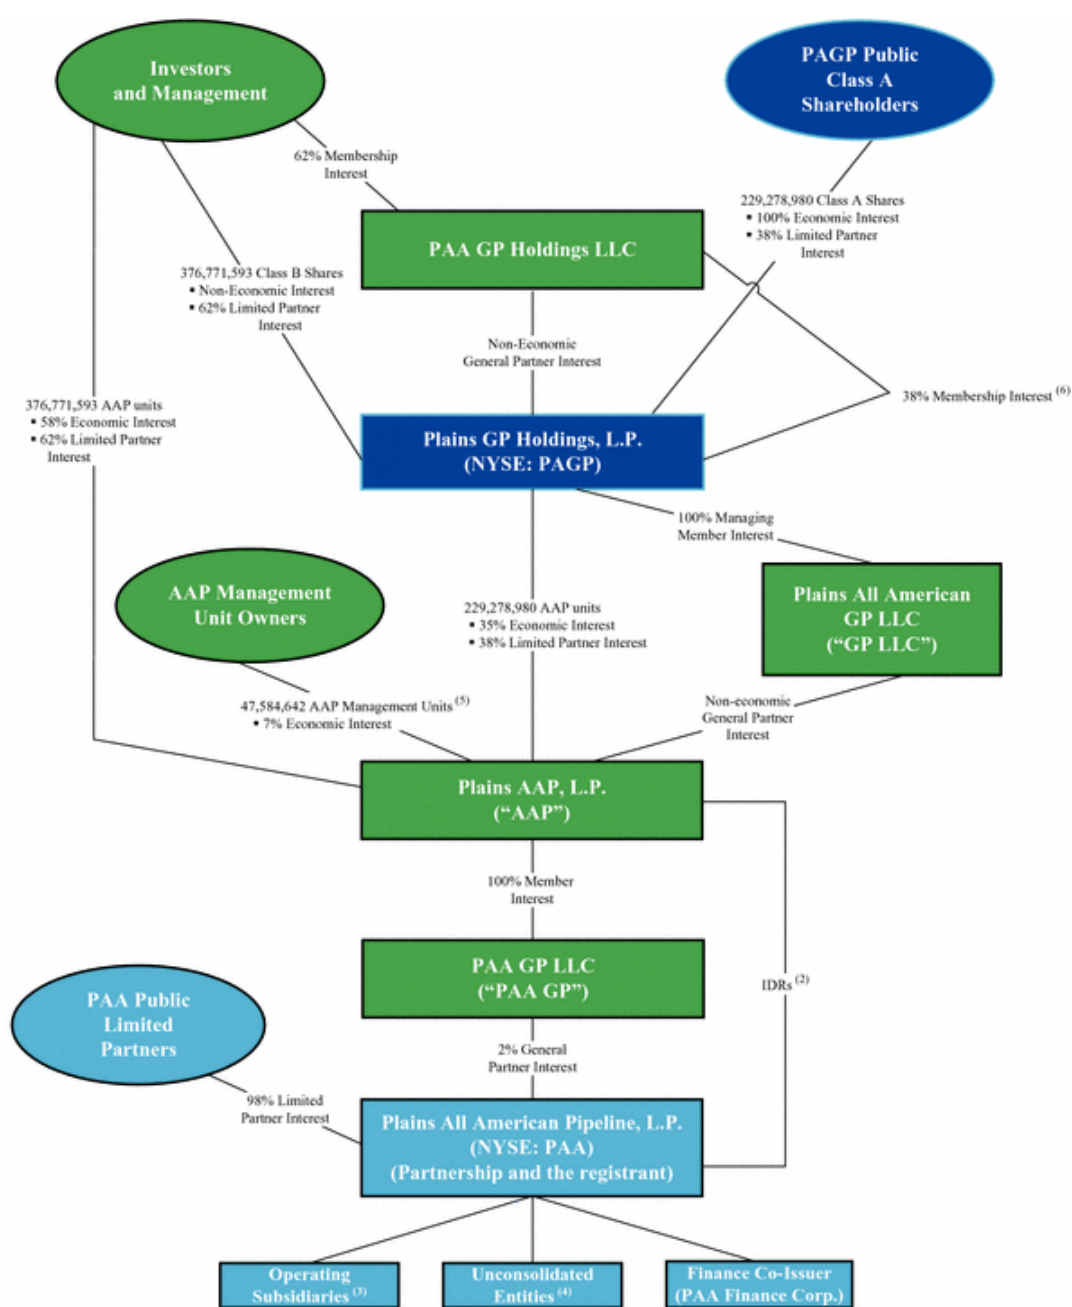 Investors
and Management
PAGP Public
Class A
Shareholders
62% Membership
Interest
229,278,980 Class A Shares
▪ 100% Economic Interest
▪ 38% Limited Partner
Interest
PAA GP Holdings LLC
376,771,593 Class B Shares
▪ Non-Economic Interest
▪ 62% Limited Partner
Interest
Non-Economic
General Partner Interest
38% Membership Interest (6)
376,771,593 AAP units
▪ 58% Economic Interest
▪ 62% Limited Partner
Interest
Plains GP Holdings, L.P.
(NYSE: PAGP)
100% Managing
Member Interest
AAP Management
Unit Owners
229,278,980 AAP units
▪ 35% Economic Interest
▪ 38% Limited Partner Interest
Plains All American
GP LLC
(“GP LLC”)
47,584,642 AAP Management Units (5)
▪ 7% Economic Interest
Non-economic
General Partner
Interest
Plains AAP, L.P.
(“AAP”)
100% Member
Interest
PAA GP LLC
(“PAA GP”)
IDRs (2)
PAA Public
Limited
Partners
2% General
Partner Interest
98% Limited
Partner Interest
Plains All American Pipeline, L.P.
(NYSE: PAA)
(Partnership and the registrant)
Operating
Subsidiaries (3)
Unconsolidated
Entities (4)
Finance Co-Issuer
(PAA Finance Corp.)